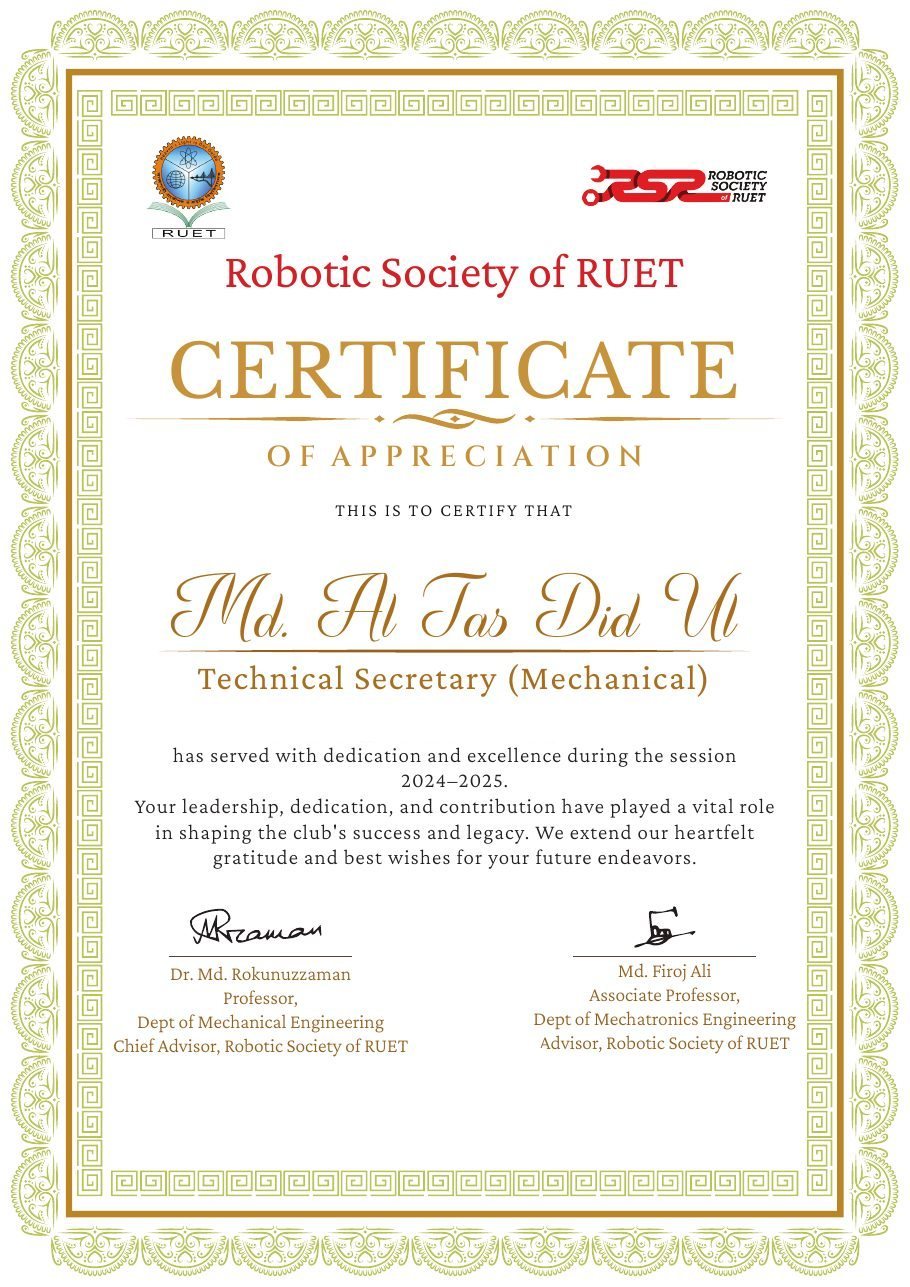 RUET
RSR ROBOTIC
SOCIETY
of RUET
Robotic Society of RUET
CERTIFICATE
OF APPRECIATION
THIS IS TO CERTIFY THAT
Md. Al Tas Did Ul
Technical Secretary (Mechanical)
has served with dedication and excellence during the session
2024–2025.
Your leadership, dedication, and contribution have played a vital role
in shaping the club's success and legacy. We extend our heartfelt
gratitude and best wishes for your future endeavors.
Dr. Md. Rokunuzzaman
Professor,
Dept of Mechanical Engineering
Chief Advisor, Robotic Society of RUET
Md. Firoj Ali
Associate Professor,
Dept of Mechatronics Engineering
Advisor, Robotic Society of RUET